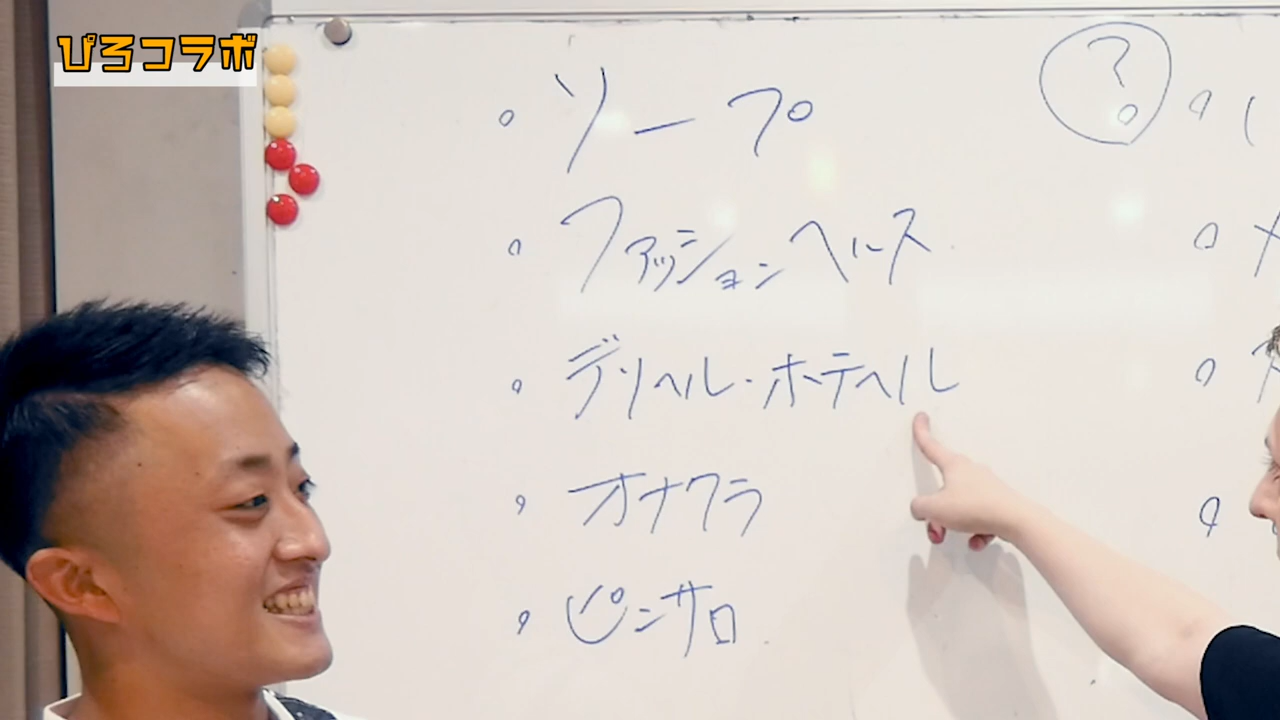 ぴろコラボ
。ソープ
?
。ファッションヘルス
。デリヘル・ホテヘル
。オナクラ
。ピンサロ